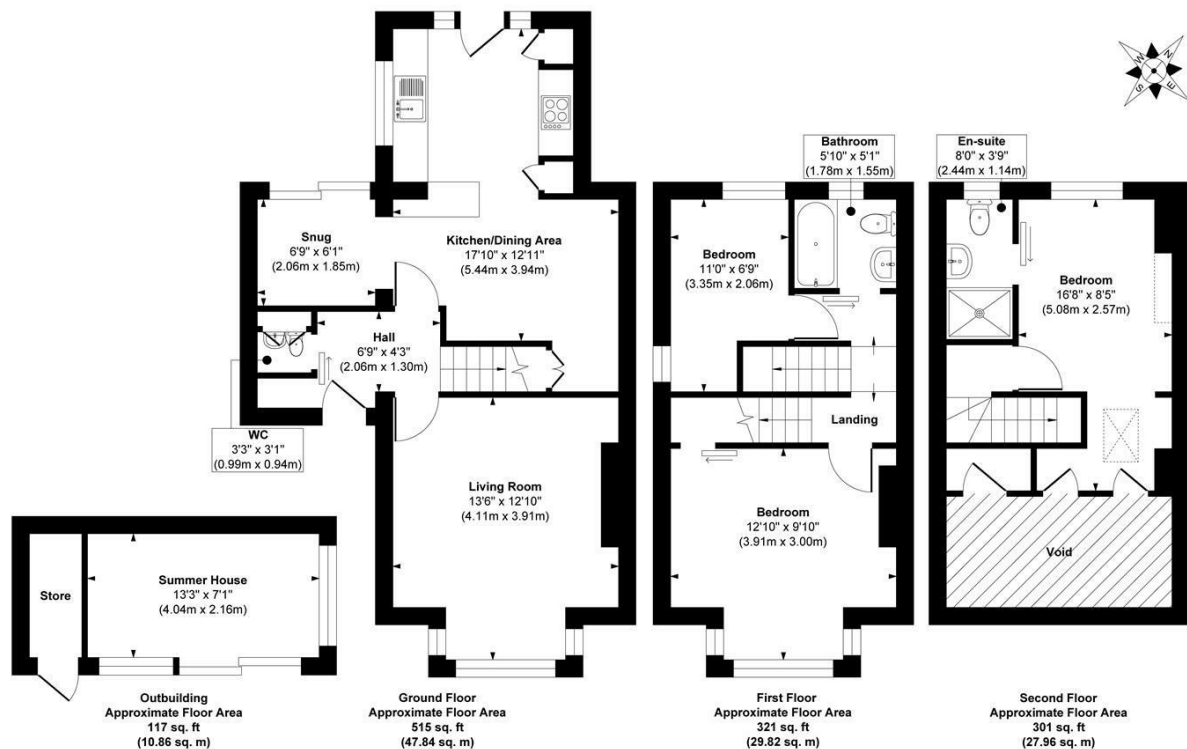 W
N
S
E
Bathroom
5'10" x 5'1"
(1.78m x 1.55m)
En-suite
8'0" x 3'9"
(2.44m x 1.14m)
Snug
6'9" x 6'1"
(2.06m x 1.85m)
Kitchen/Dining Area
17'10" x 12'11"
(5.44m x 3.94m)
Bedroom
11'0" x 6'9"
(3.35m x 2.06m)
Bedroom
16'8" x 8'5"
(5.08m x 2.57m)
Hall
6'9" x 4'3"
(2.06m x 1.30m)
WC
3'3" x 3'1"
(0.99m x 0.94m)
Landing
Living Room
13'6" x 12'10"
(4.11m x 3.91m)
Bedroom
12'10" x 9'10"
(3.91m x 3.00m)
Void
Store
Summer House
13'3" x 7'1"
(4.04m x 2.16m)
Outbuilding
Approximate Floor Area
117 sq. ft
(10.86 sq. m)
Ground Floor
Approximate Floor Area
515 sq. ft
(47.84 sq. m)
First Floor
Approximate Floor Area
321 sq. ft
(29.82 sq. m)
Second Floor
Approximate Floor Area
301 sq. ft
(27.96 sq. m)